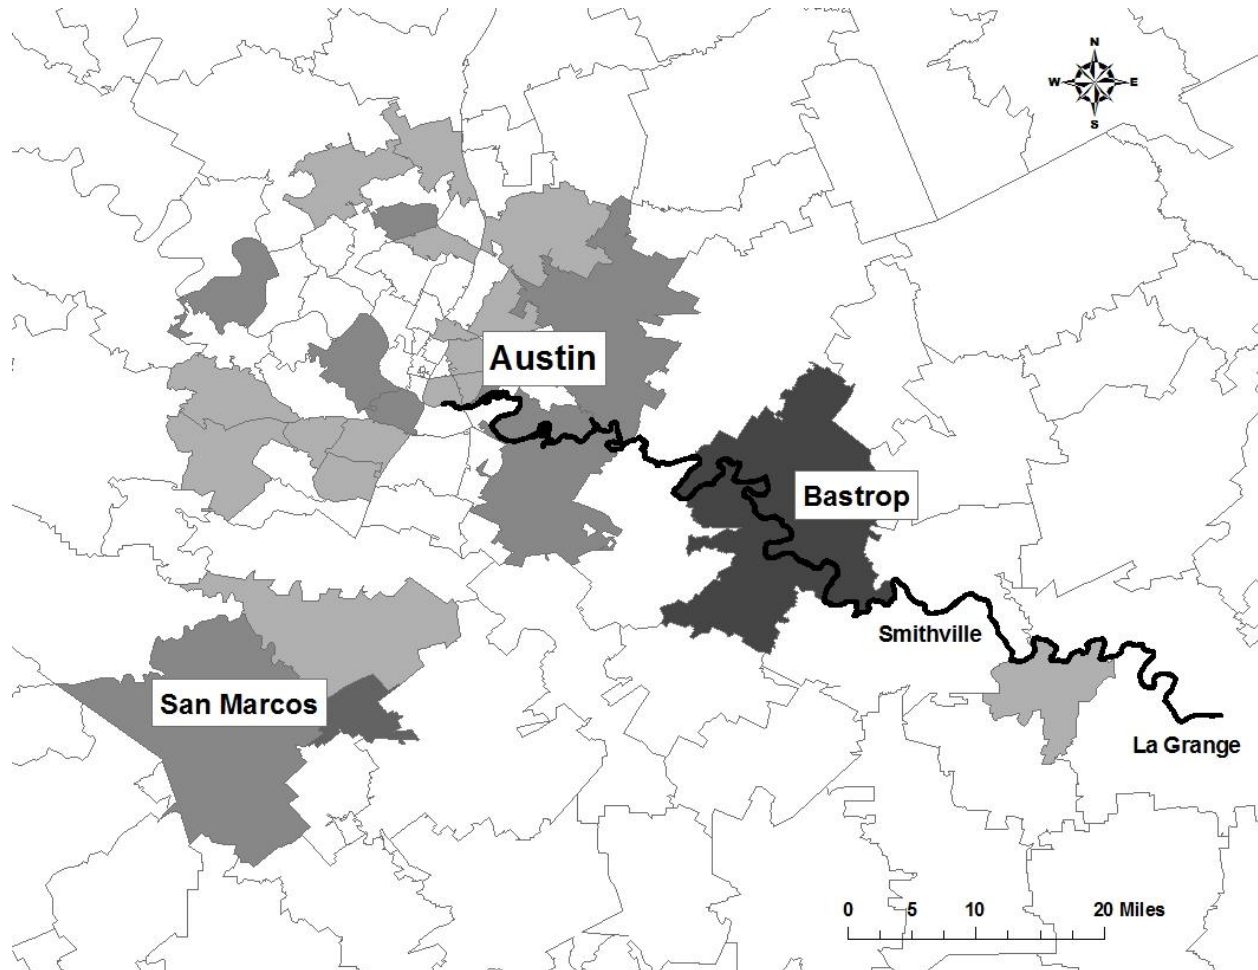 N
W E
S
Austin
Bastrop
Smithville
San Marcos
La Grange
0 5 10 20 Miles